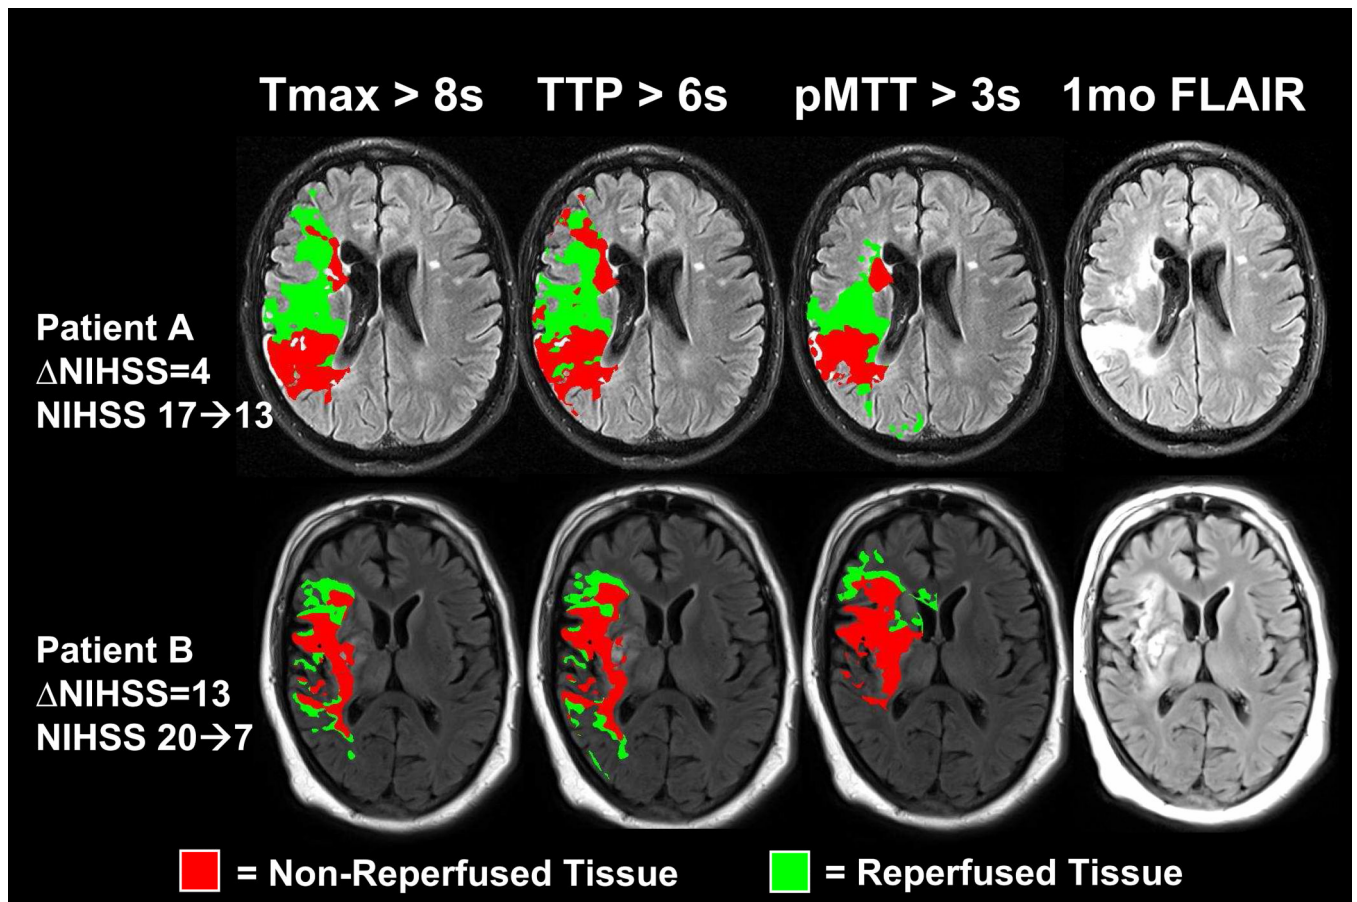 Tmax > 8s TTP > 6s pMTT > 3s 1mo FLAIR
Patient A
ΔNIHSS=4
NIHSS 17→13
Patient B
ΔNIHSS=13
NIHSS 20→7
= Non-Reperfused Tissue = Reperfused Tissue